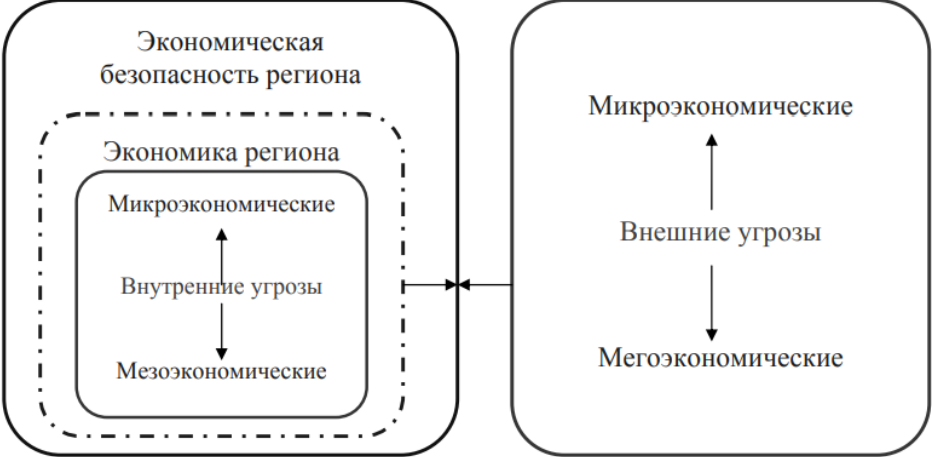 Экономическая
безопасность региона
Экономика региона
Микроэкономические
Внутренние угрозы
Мезоэкономические
Микроэкономические
Внешние угрозы
Мегоэкономические